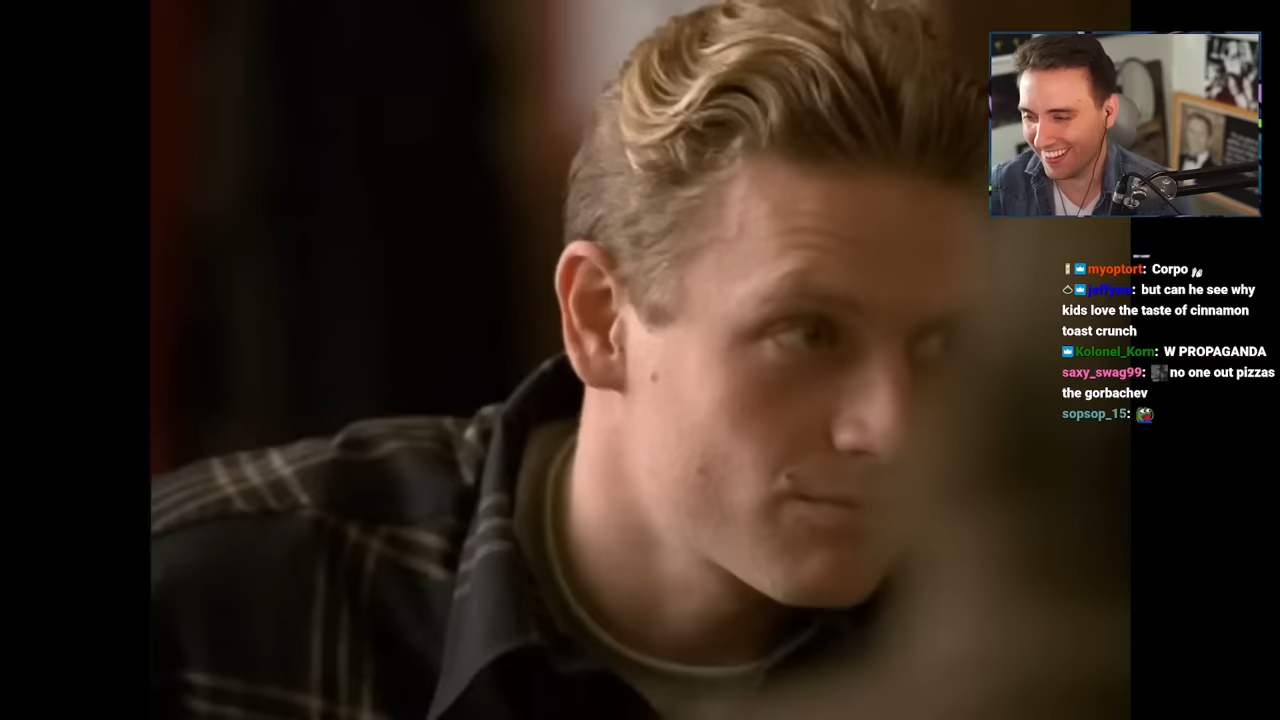 myoptort: Corpo
jeffyuu: but can he see why
kids love the taste of cinnamon
toast crunch
Kolonel_Korn: W PROPAGANDA
saxy_swag99: no one out pizzas
the gorbachev
sopsop_15: